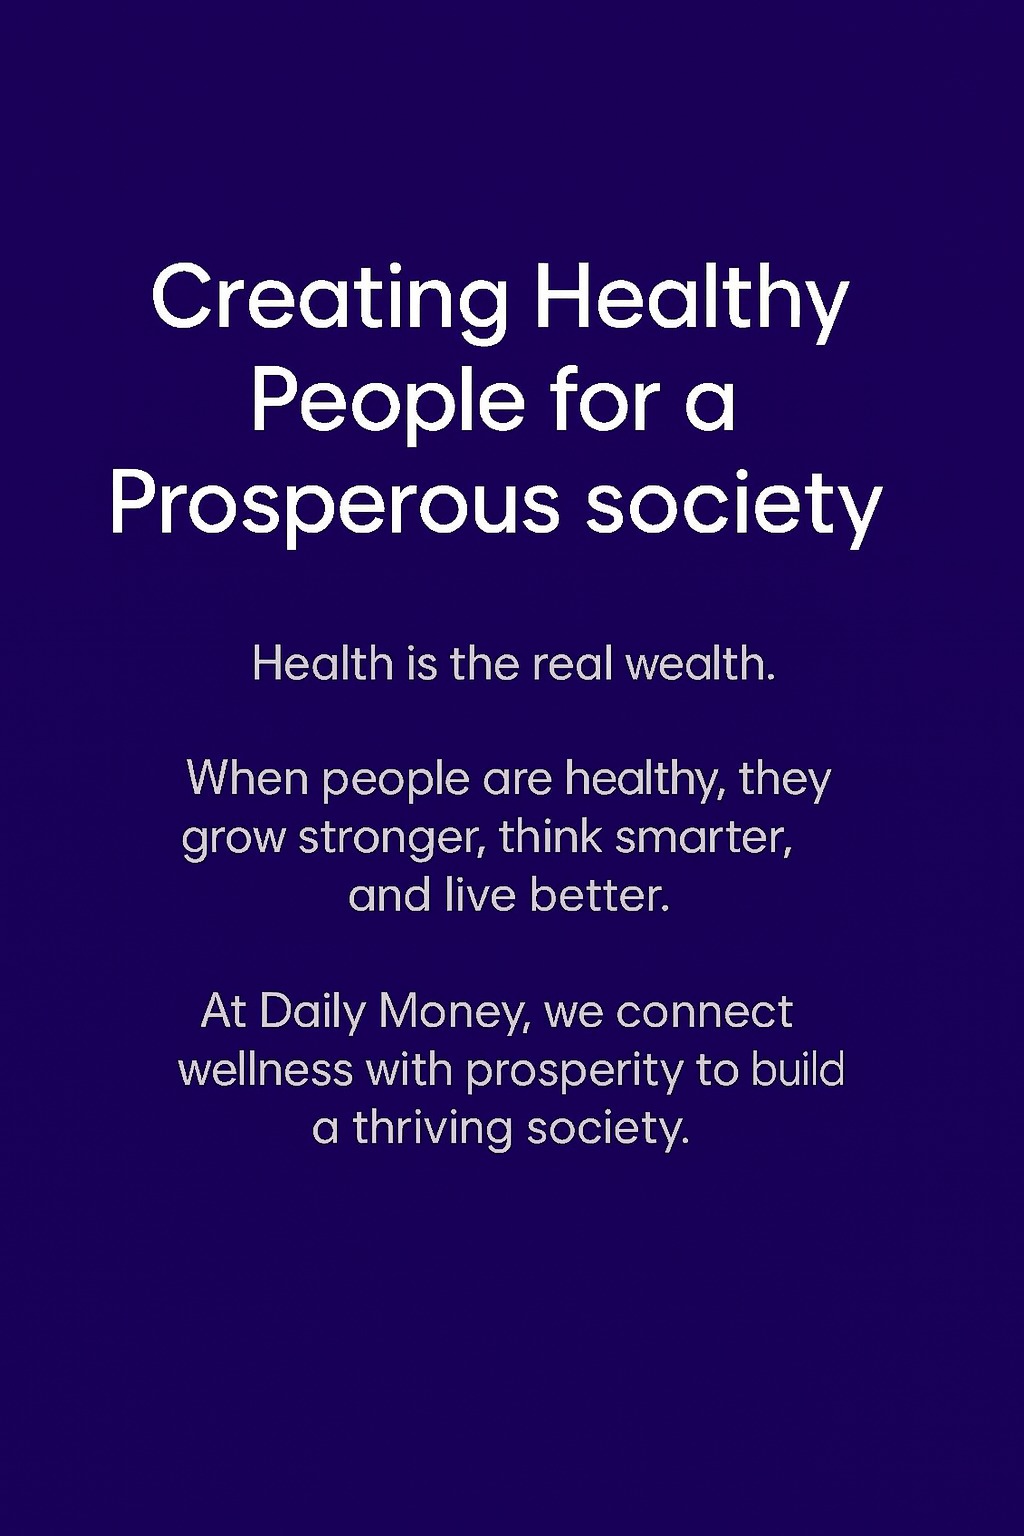 Creating Healthy
People for a
Prosperous society
Health is the real wealth.
When people are healthy, they
grow stronger, think smarter,
and live better.
At Daily Money, we connect
wellness with prosperity to build
a thriving society.